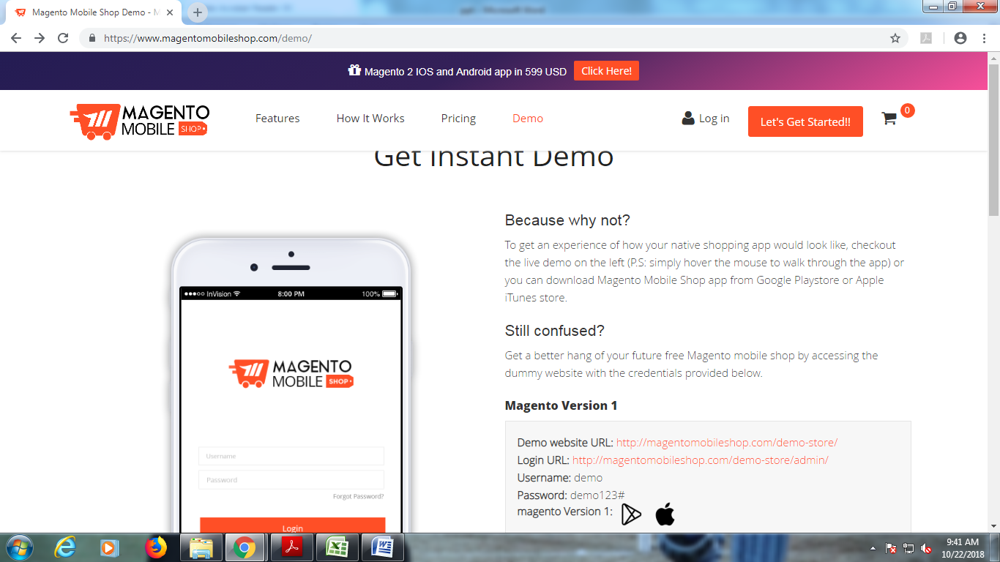 Magento Mobile Shop Demo - M
https://www.magentomobileshop.com/demo/
Magento 2 IOS and Android app in 599 USD Click Here!
MAGENTO
MOBILE SHOP
Features How It Works Pricing Demo Log in Let's Get Started!! 0
Get Instant Demo
Because why not?
To get an experience of how your native shopping app would look like, checkout
the live demo on the left (P.S: simply hover the mouse to walk through the app) or
you can download Magento Mobile Shop app from Google Playstore or Apple
iTunes store.
Still confused?
Get a better hang of your future free Magento mobile shop by accessing the
dummy website with the credentials provided below.
Magento Version 1
Demo website URL: http://magentomobileshop.com/demo-store/
Login URL: http://magentomobileshop.com/demo-store/admin/
Username: demo
Password: demo123#
magento Version 1:
InVision 8:00 PM 100%
MAGENTO
MOBILE SHOP
Username
Password
Forgot Password?
Login
9:41 AM
10/22/2018